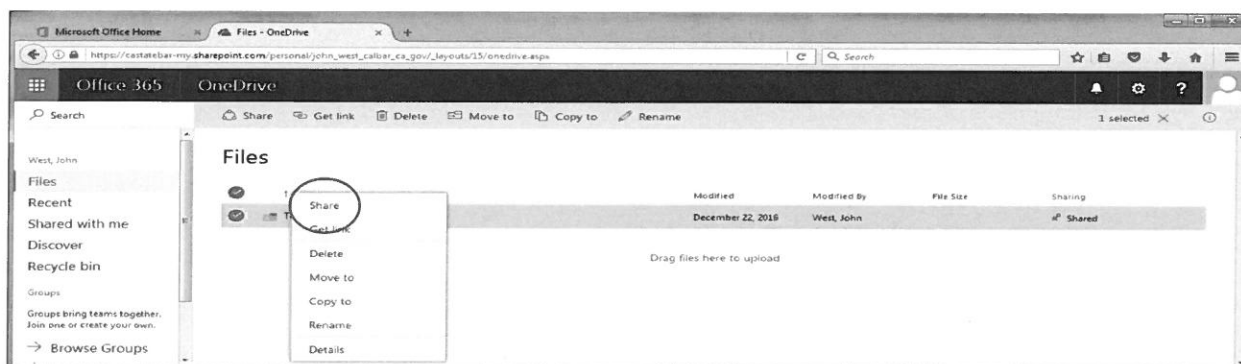 Microsoft Office Home
Files - OneDrive
https://castatebar-my.sharepoint.com/personal/john_west_calbar_ca_gov/_layouts/15/onedrive.aspx
Search
Office 365
OneDrive
?
Search
Share
Get link
Delete
Move to
Copy to
Rename
1 selected
West, John
Files
Recent
Shared with me
Discover
Recycle bin
Groups
Groups bring teams together.
Join one or create your own.
Browse Groups
Files
Modified
Modified By
File Size
Sharing
December 22, 2016
West, John
Shared
Share
Get link
Delete
Move to
Copy to
Rename
Details
Drag files here to upload